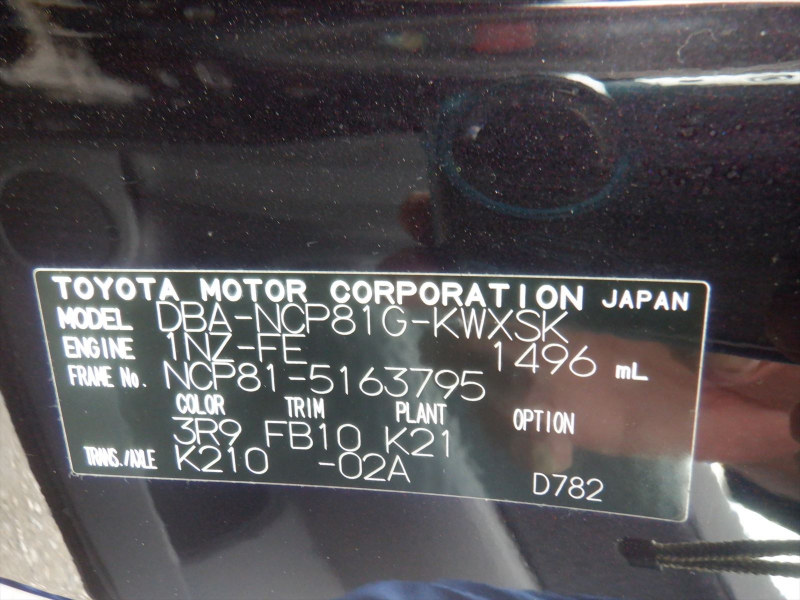 TOYOTA MOTOR CORPORATION JAPAN
MODEL DBA-NCP81G-KWXSK
ENGINE 1NZ-FE 1496 mL
FRAME No. NCP81-5163795
COLOR TRIM PLANT OPTION
3R9 FB10 K21
TRANS./AXLE K210 -02A D782